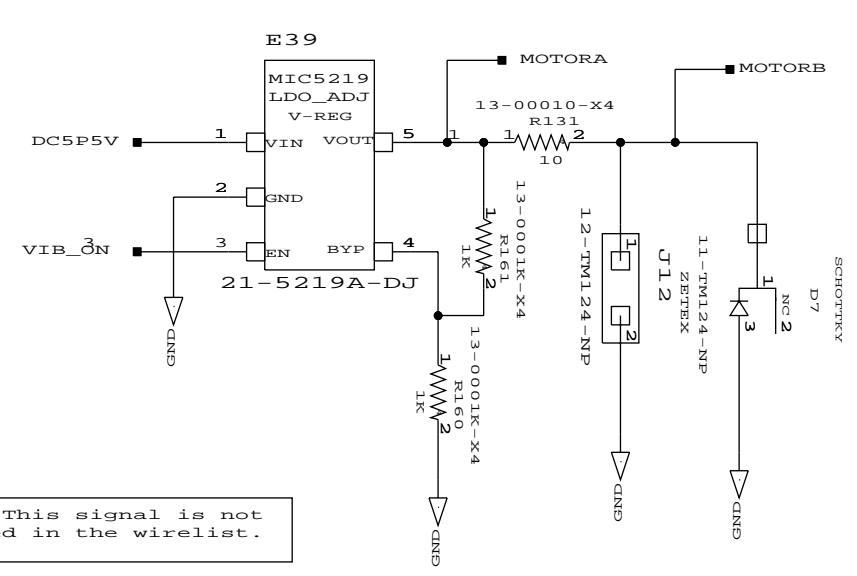 E39
MIC5219
LDO_ADJ
V-REG
DC5P5V
1
VIN
VOUT
5
1
MOTORA
MOTORB
13-00010-X4
R131
1
2
10
2
GND
VIB_ON
3
3
EN
BYP
4
21-5219A-DJ
GND
1
R161
1K
2
13-0001K-X4
1
R160
1K
2
13-0001K-X4
GND
12-TM124-NP
1
2
J12
GND
11-TM124-NP
ZETEX
1
NC 2
3
D7
SCHOTTKY
GND
This signal is not
d in the wirelist.